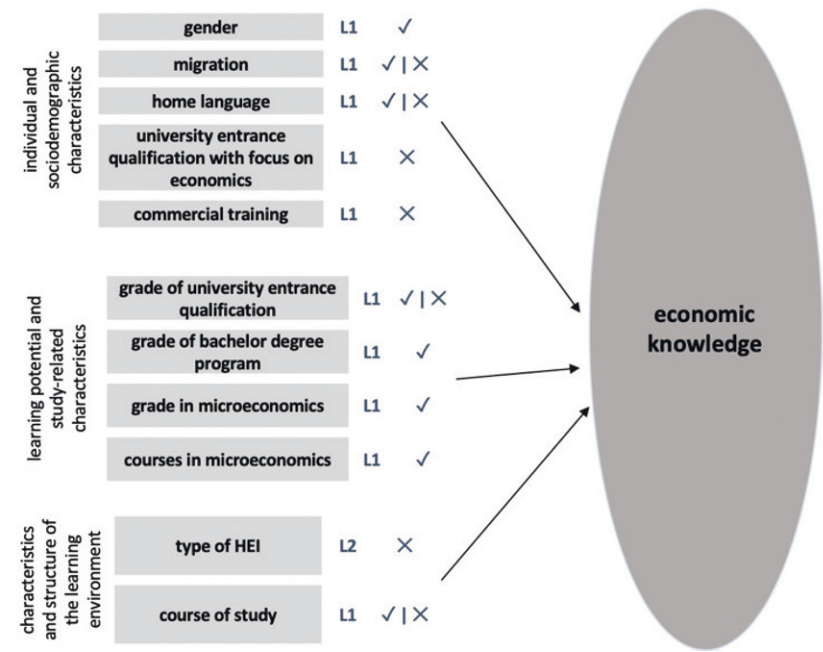 individual and
sociodemographic
characteristics
gender L1 ✓
migration L1 ✓ | ✕
home language L1 ✓ | ✕
university entrance
qualification with focus on L1 ✕
economics
commercial training L1 ✕
learning potential and
study-related
characteristics
grade of university entrance
qualification L1 ✓ | ✕
grade of bachelor degree
program L1 ✓
grade in microeconomics L1 ✓
courses in microeconomics L1 ✓
characteristics
and structure of
the learning
environment
type of HEI L2 ✕
course of study L1 ✓ | ✕
economic
knowledge